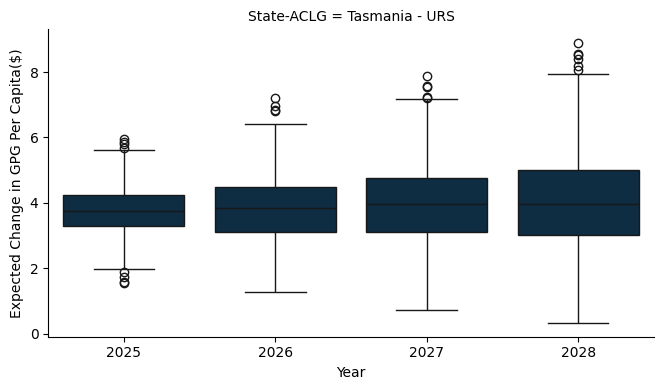 State-ACLG = Tasmania - URS
Expected Change in GPG Per Capita($)
8
6
4
2
0
2025 2026 2027 2028
Year